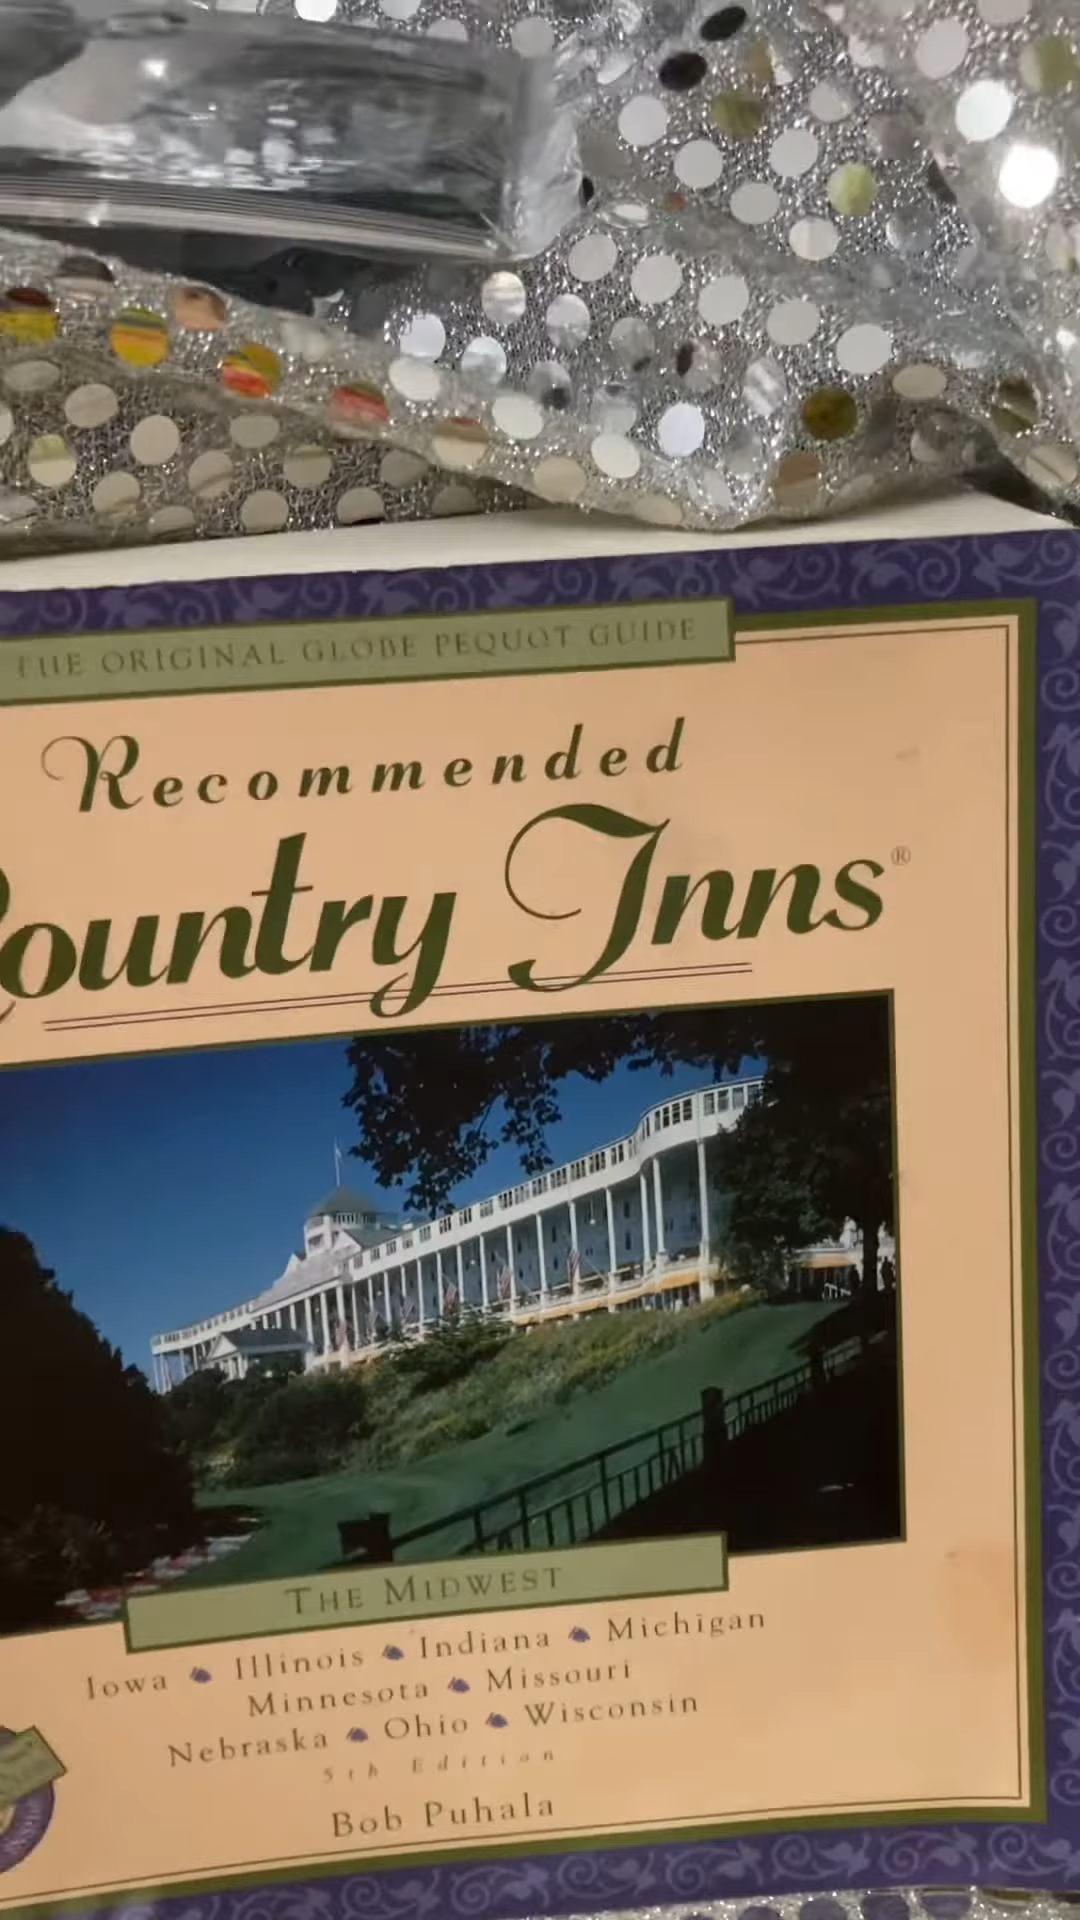 THE ORIGINAL GLOBE PEQUOT GUIDE
Recommended
Country Inns®
THE MIDWEST
Iowa Illinois Indiana Michigan
Minnesota Missouri
Nebraska Ohio Wisconsin
5th Edition
Bob Puhala